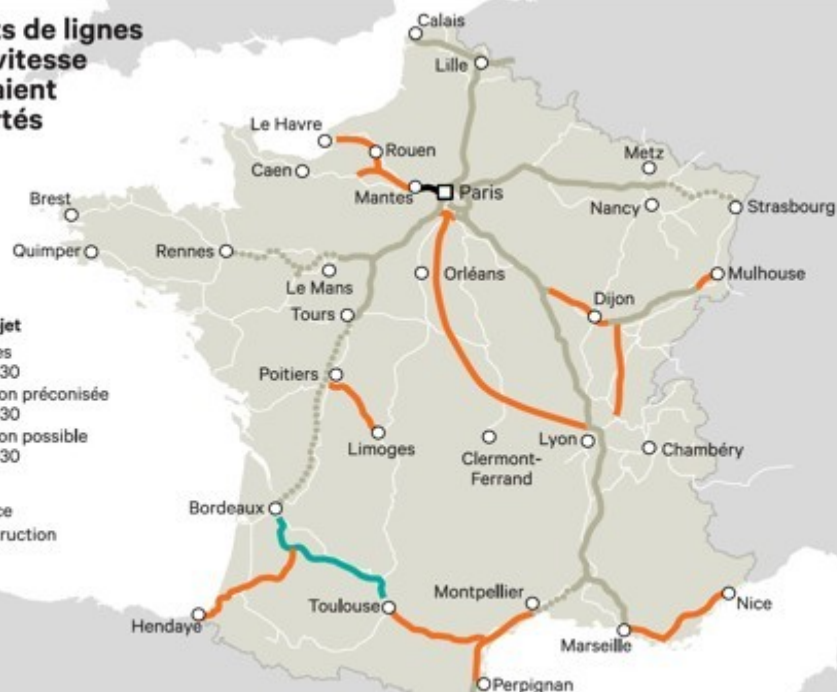 ts de lignes
vitesse
aient
tés
Calais
Lille
Le Havre
Rouen
Caen
Mantes
Paris
Metz
Nancy
Strasbourg
Brest
Quimper
Rennes
Le Mans
Orléans
Mulhouse
Dijon
Tours
jet
es
30
on préconisée
30
on possible
30
ce
ruction
Poitiers
Limoges
Clermont-
Ferrand
Lyon
Chambéry
Bordeaux
Toulouse
Montpellier
Hendaye
Marseille
Nice
Perpignan